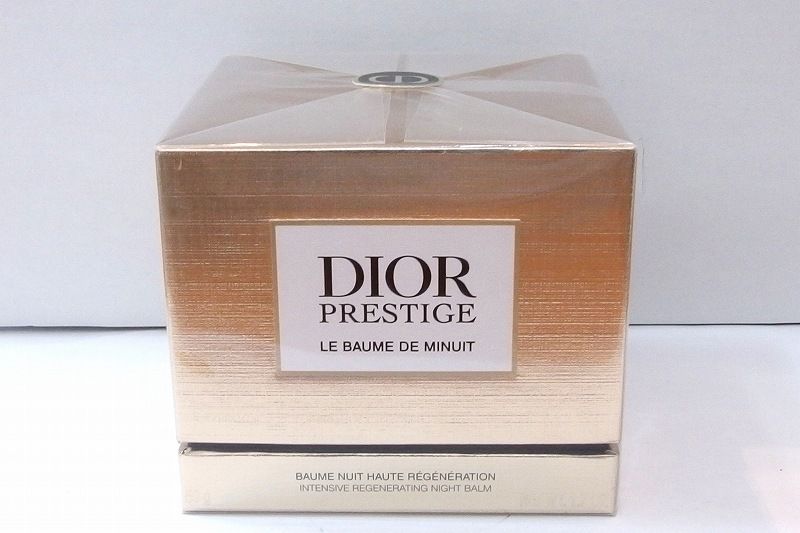 DIOR
PRESTIGE
LE BAUME DE MINUIT
BAUME NUIT HAUTE RÉGÉNÉRATION
INTENSIVE REGENERATING NIGHT BALM